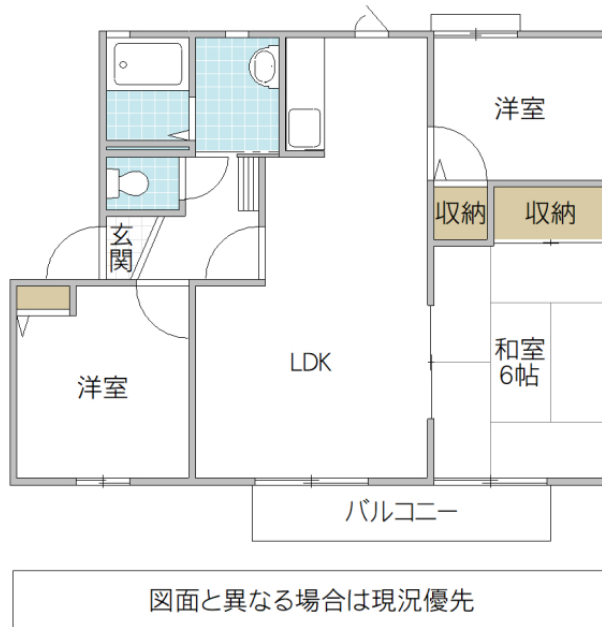 洋室
収納
収納
玄
関
和室
6帖
LDK
洋室
バルコニー
図面と異なる場合は現況優先